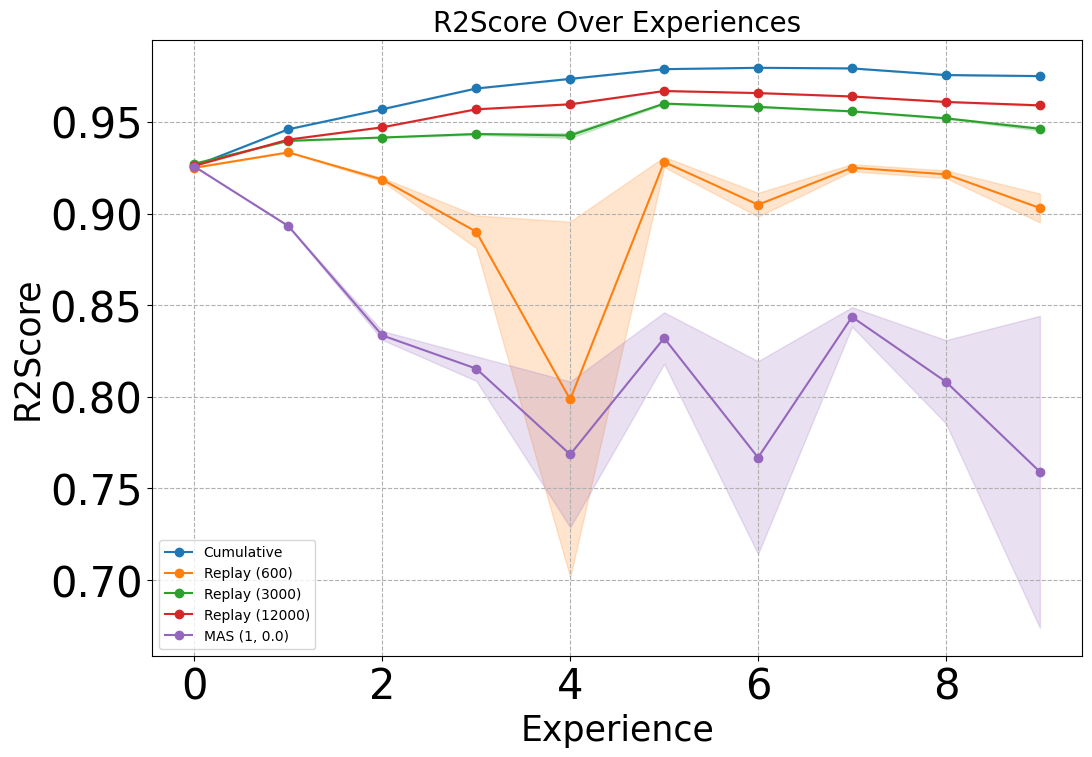 R2Score Over Experiences
R2Score
0.95
0.90
0.85
0.80
0.75
0.70
Cumulative
Replay (600)
Replay (3000)
Replay (12000)
MAS (1, 0.0)
0 2 4 6 8
Experience